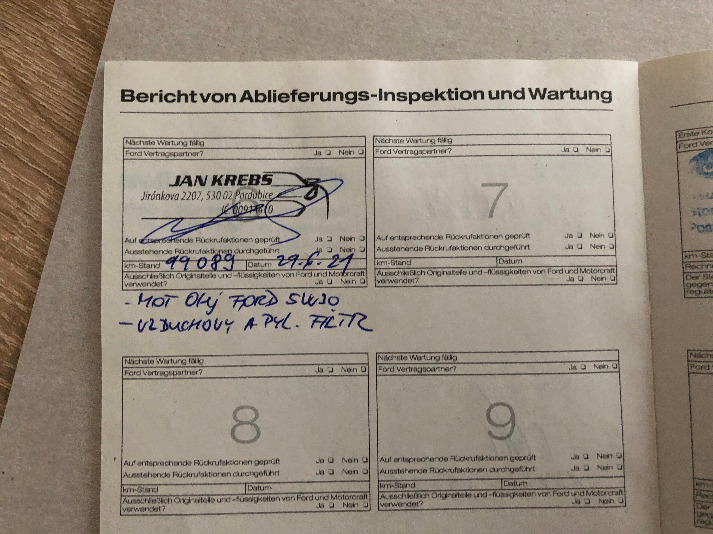 Bericht von Ablieferungs-Inspektion und Wartung
Nächste Wartung fällig
Ford Vertragspartner? Ja Nein
JAN KREBS
Jiránkova 2207, 530 02 Pardubice
Auf entsprechende Rückrufaktionen geprüft Ja Nein
Ausstehende Rückrufaktionen durchgeführt Ja Nein
km-Stand 99089 Datum 29.6.21
Ausschließlich Originalteile und -flüssigkeiten von Ford und Motorcraft
verwendet? Ja Nein
- MOT OLEJ FORD 5W30
- VZDUCHOVÝ A PYL. FILTR
Nächste Wartung fällig
Ford Vertragspartner? Ja Nein
7
Auf entsprechende Rückrufaktionen geprüft Ja Nein
Ausstehende Rückrufaktionen durchgeführt Ja Nein
km-Stand Datum
Ausschließlich Originalteile und -flüssigkeiten von Ford und Motorcraft
verwendet? Ja Nein
Nächste Wartung fällig
Ford Vertragspartner? Ja Nein
8
Auf entsprechende Rückrufaktionen geprüft Ja Nein
Ausstehende Rückrufaktionen durchgeführt Ja Nein
km-Stand Datum
Ausschließlich Originalteile und -flüssigkeiten von Ford und Motorcraft
verwendet? Ja Nein
Nächste Wartung fällig
Ford Vertragspartner? Ja Nein
9
Auf entsprechende Rückrufaktionen geprüft Ja Nein
Ausstehende Rückrufaktionen durchgeführt Ja Nein
km-Stand Datum
Ausschließlich Originalteile und -flüssigkeiten von Ford und Motorcraft
verwendet? Ja Nein